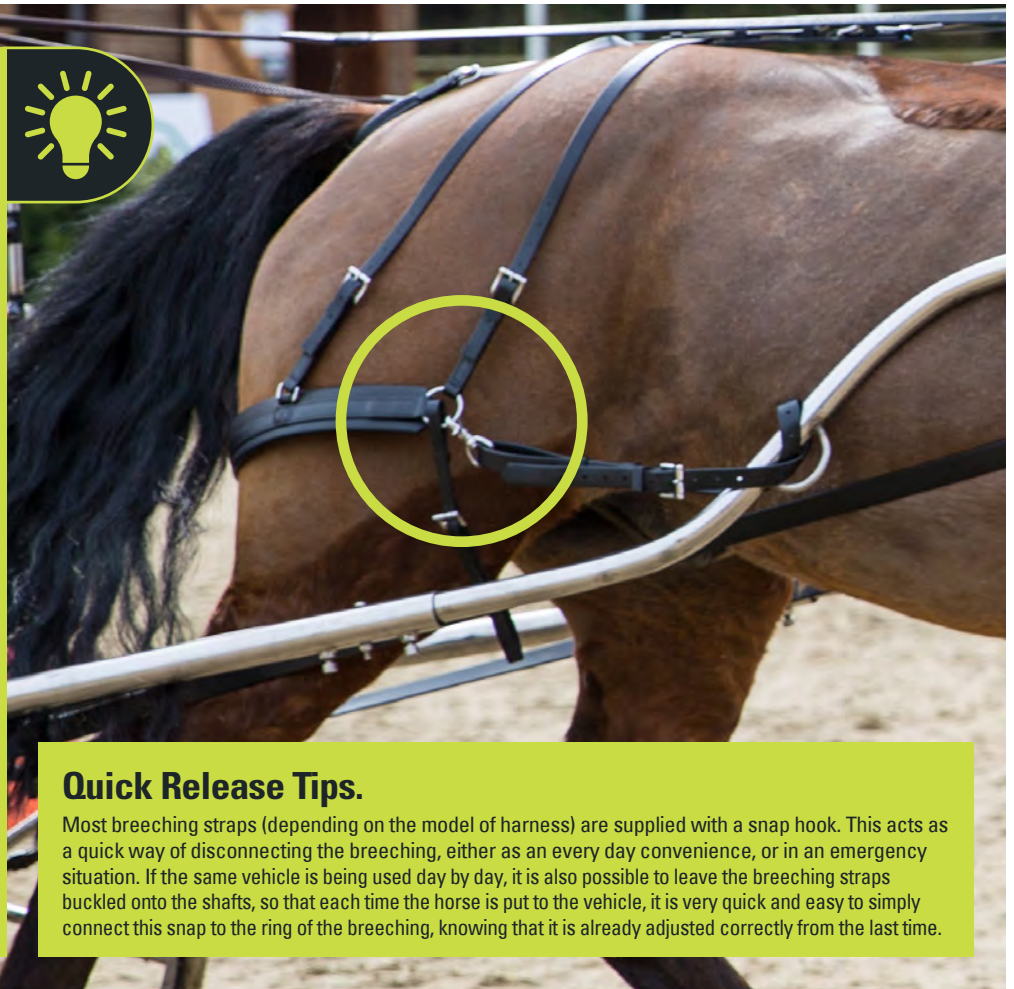 Quick Release Tips.
Most breeching straps (depending on the model of harness) are supplied with a snap hook. This acts as
a quick way of disconnecting the breeching, either as an every day convenience, or in an emergency
situation. If the same vehicle is being used day by day, it is also possible to leave the breeching straps
buckled onto the shafts, so that each time the horse is put to the vehicle, it is very quick and easy to simply
connect this snap to the ring of the breeching, knowing that it is already adjusted correctly from the last time.